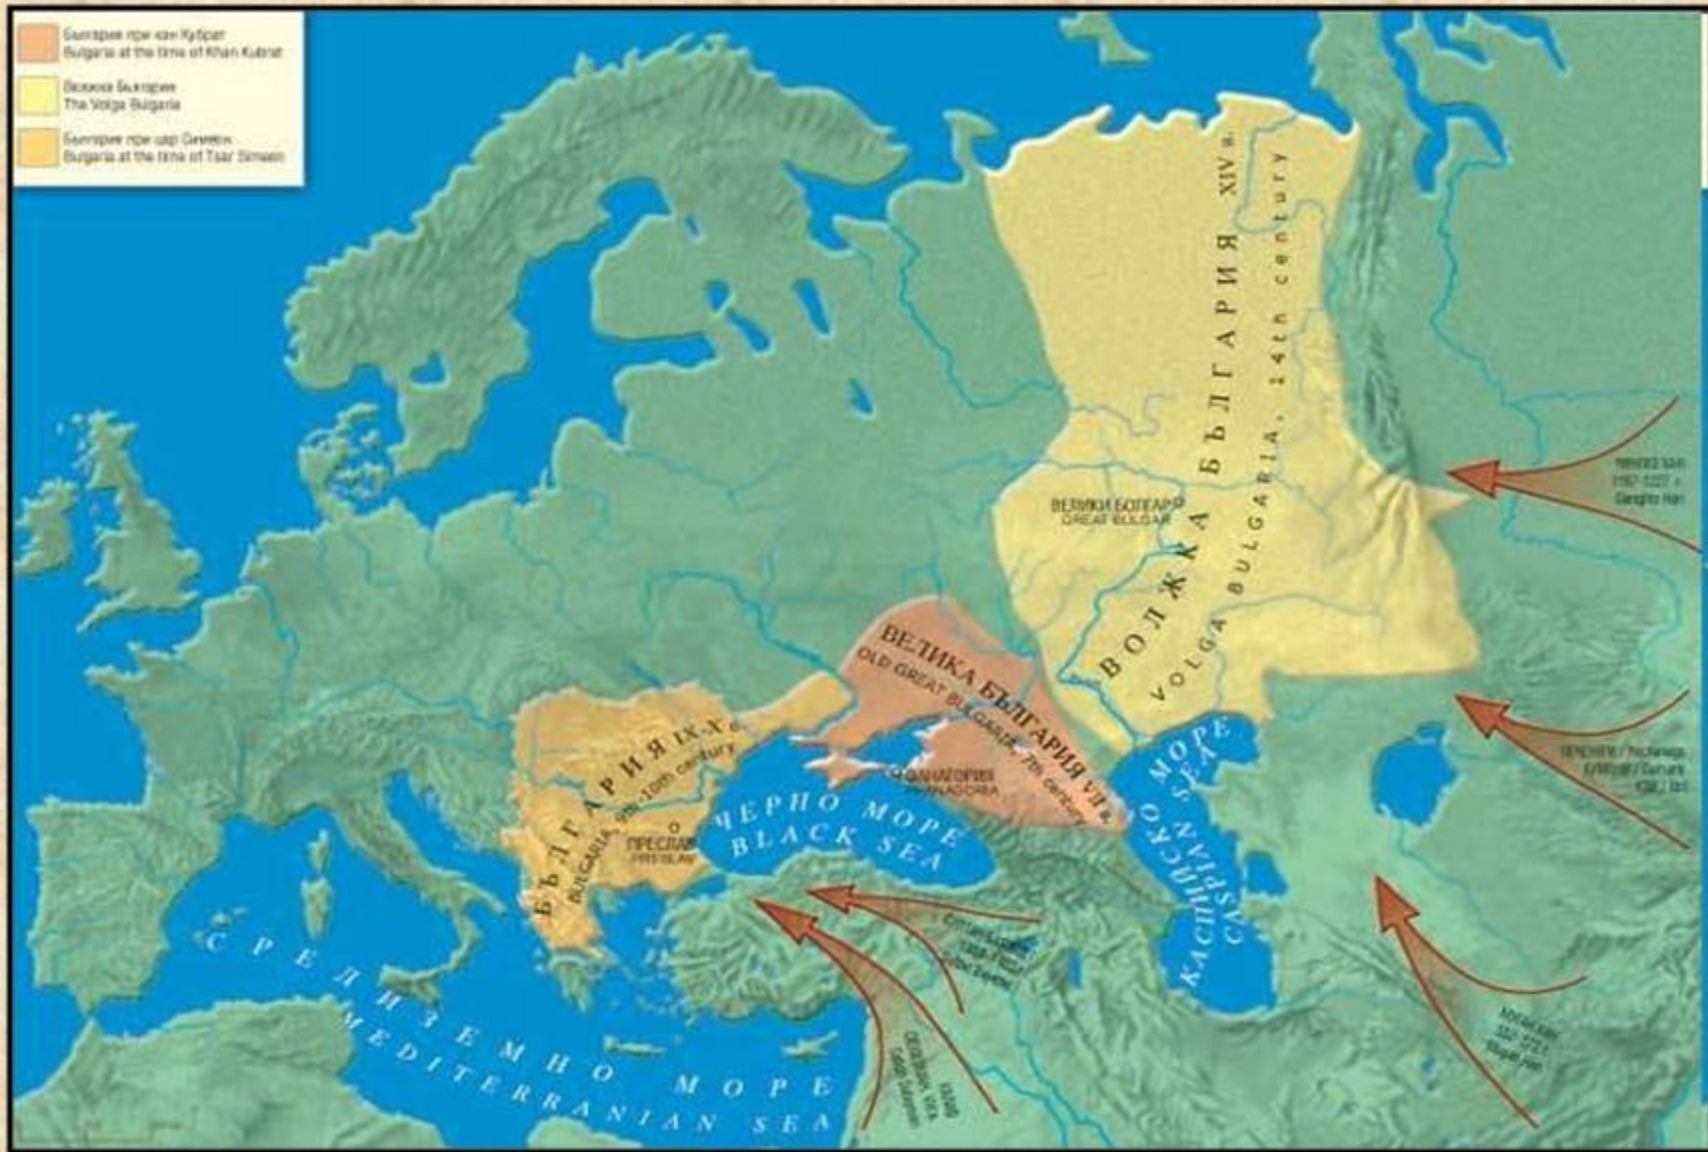 България при хан Кубрат
Bulgaria at the time of Khan Kubrat
The Volga Bulgaria
България при цар Симеон
Bulgaria at the time of Tsar Simeon
ВОЛЖКА БЪЛГАРИЯ XIV в.
VOLGA BULGARIA, 14th century
ВЕЛИКИ БОЛГАР
GREAT BULGAR
ВЕЛИКА БЪЛГАРИЯ VII в.
OLD GREAT BULGARIA 7th century
ФАНАГОРИЯ
PHANAGORIA
БЪЛГАРИЯ IX-X в.
BULGARIA, 9th-10th century
ПРЕСЛАВ
PRESLAV
ЧЕРНО МОРЕ
BLACK SEA
КАСПИЙСКО МОРЕ
CASPIAN SEA
СРЕДИЗЕМНО МОРЕ
MEDITERRANIAN SEA